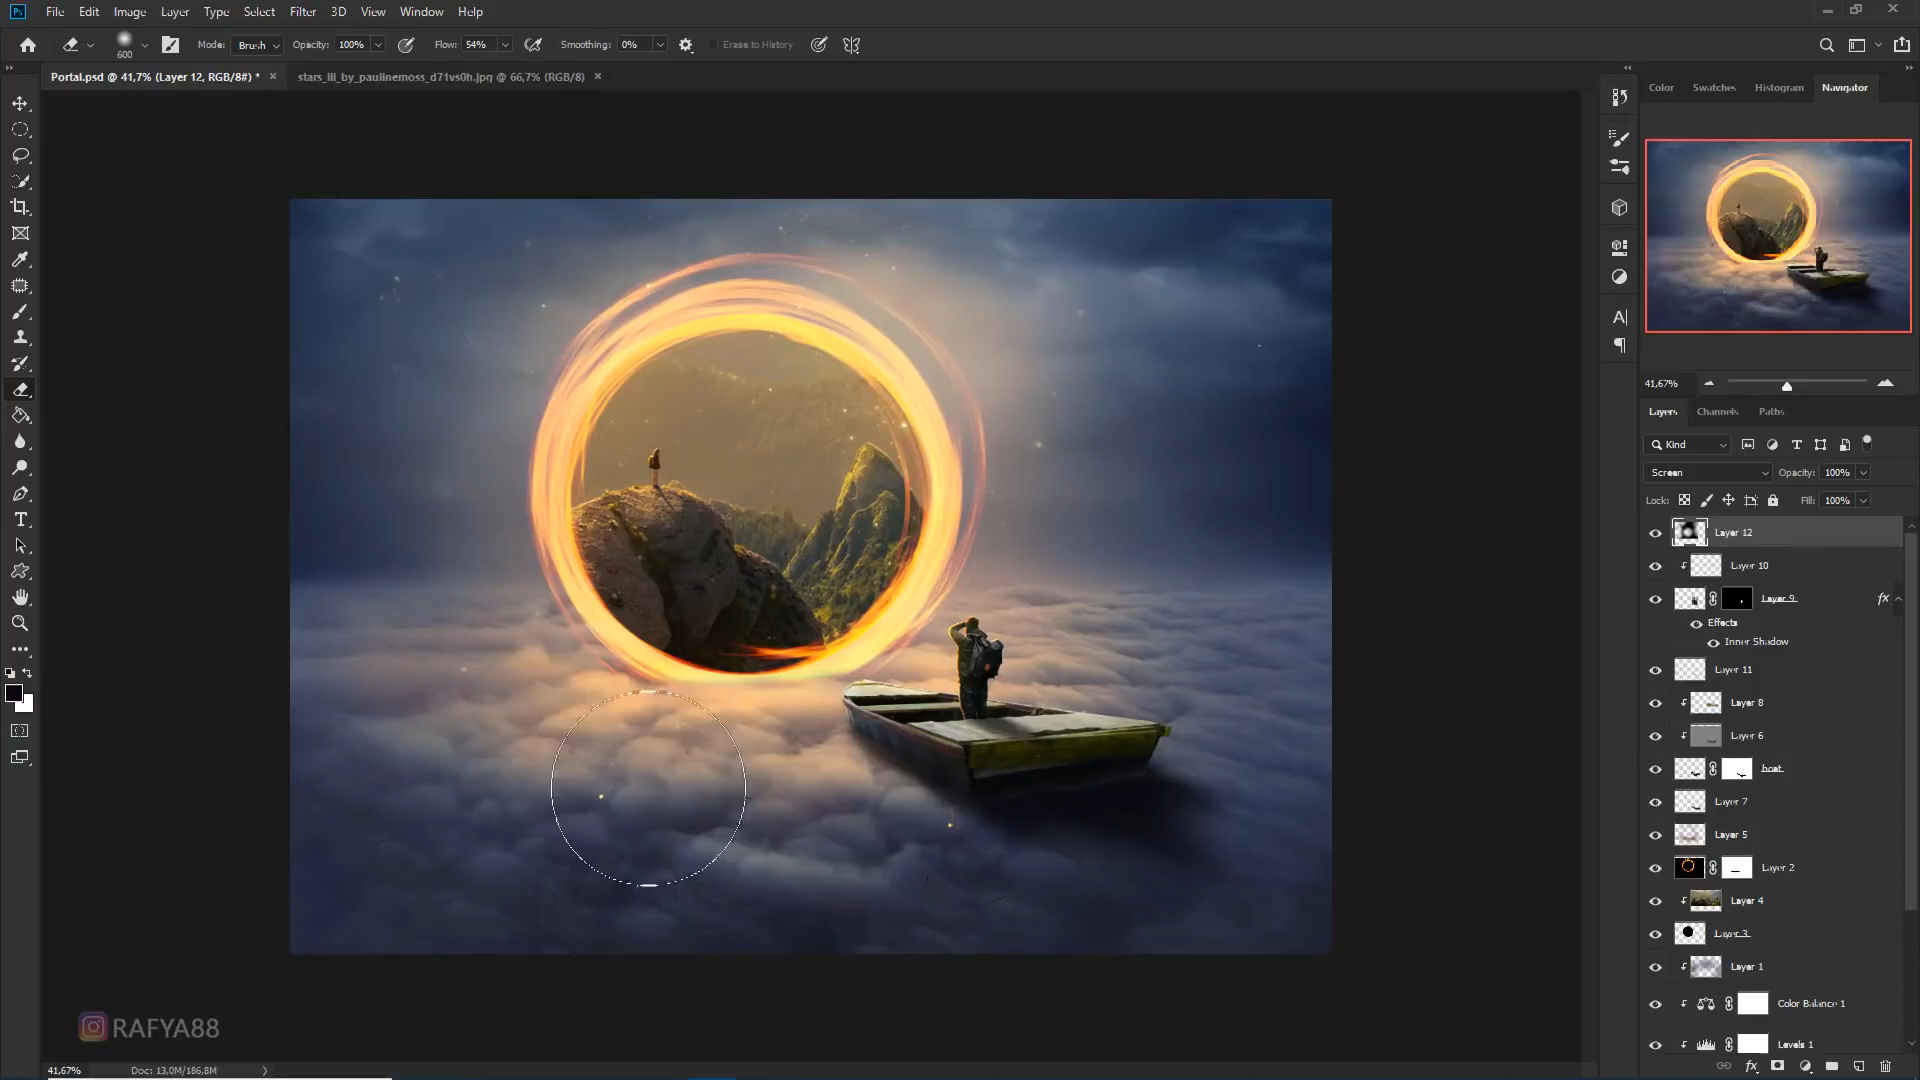 Ps File Edit Image Layer Type Select Filter 3D View Window Help
600 Mode: Brush Opacity: 100% Flow: 54% Smoothing: 0% Erase to History
Portal.psd @ 41,7% (Layer 12, RGB/8#) * × stars_iii_by_paulinemoss_d71vs0h.jpg @ 66,7% (RGB/8) ×
Color Swatches Histogram Navigator
41,67%
Layers Channels Paths
Kind
Screen Opacity: 100%
Lock: Fill: 100%
Layer 12
Layer 10
Layer 9 fx
Effects
Inner Shadow
Layer 11
Layer 8
Layer 6
boat
Layer 7
Layer 5
Layer 2
Layer 4
Layer 3
Layer 1
Color Balance 1
Levels 1
RAFYA88
41,67% Doc: 13,0M/186,8M